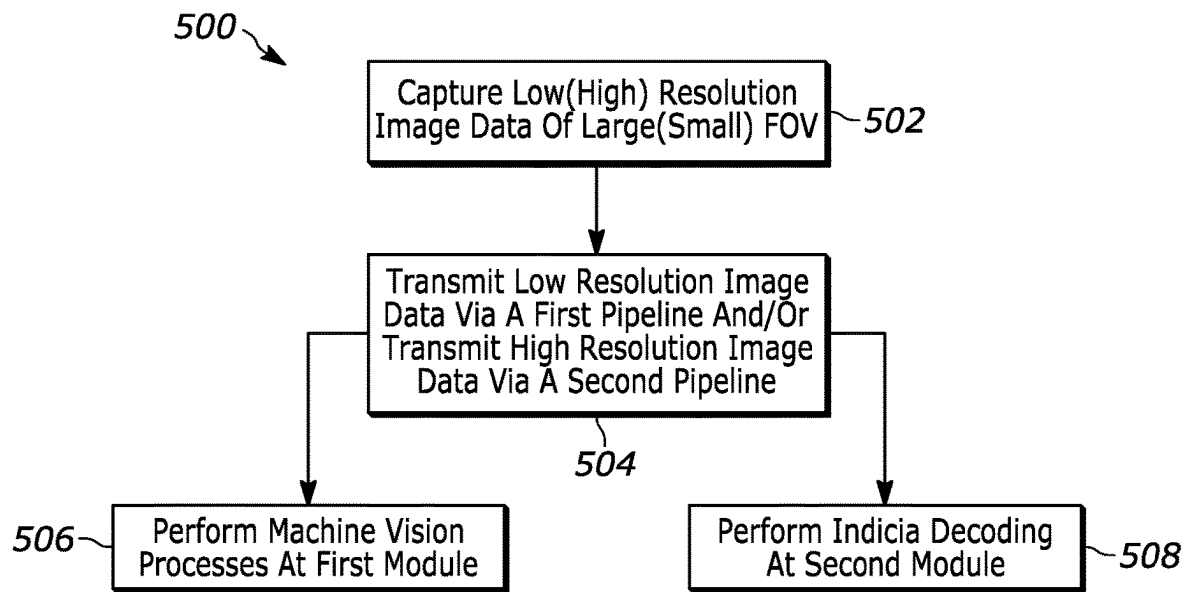 500
Capture Low(High) Resolution
Image Data Of Large(Small) FOV
502
Transmit Low Resolution Image
Data Via A First Pipeline And/Or
Transmit High Resolution Image
Data Via A Second Pipeline
504
506
Perform Machine Vision
Processes At First Module
Perform Indicia Decoding
At Second Module
508